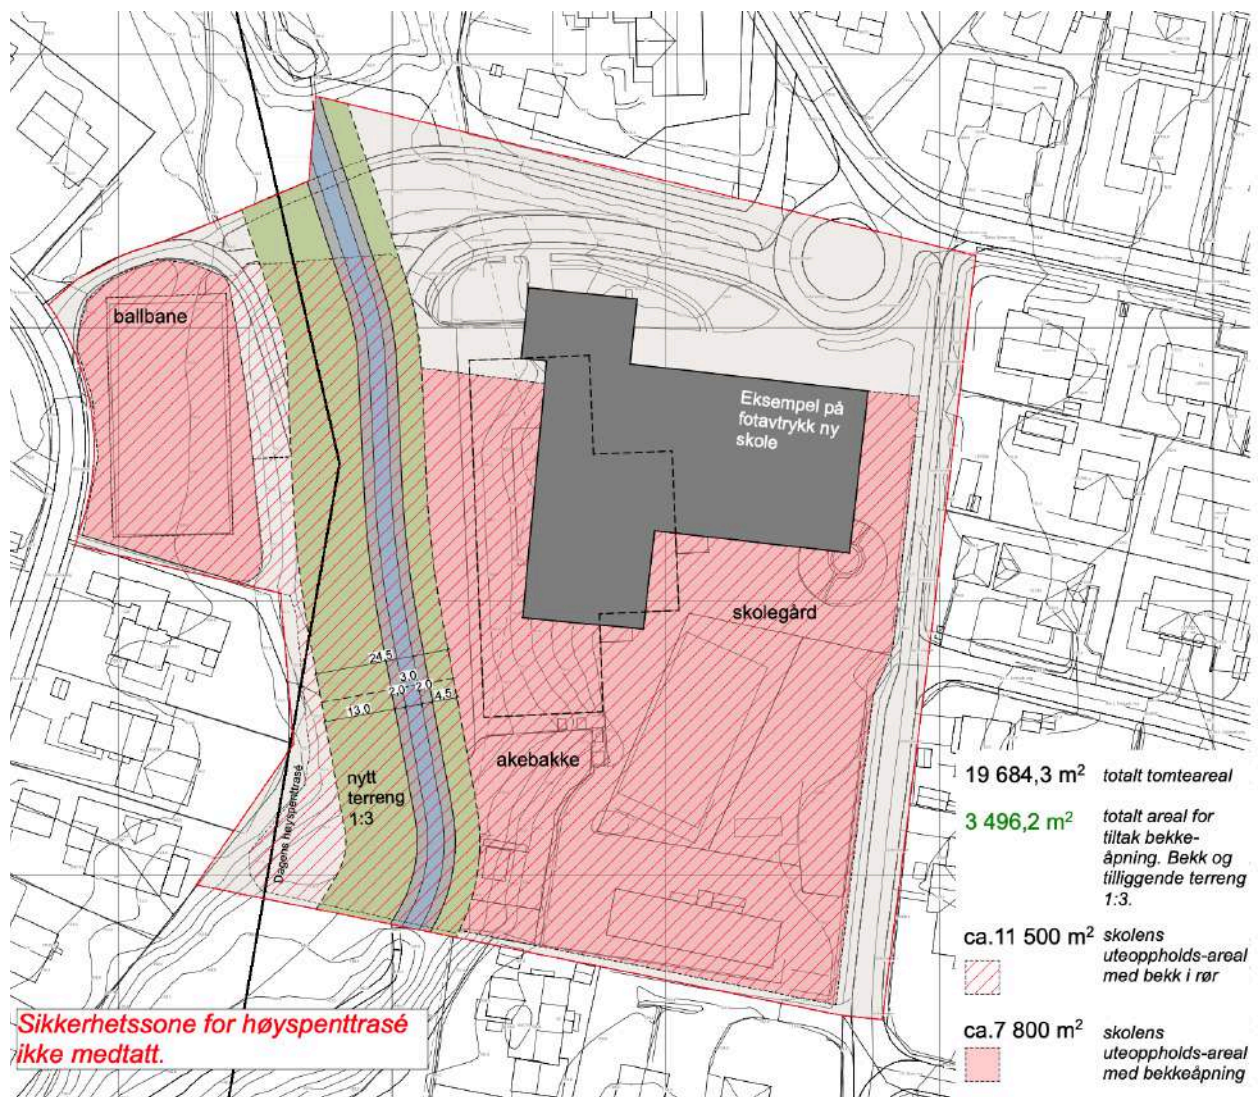 ballbane
Eksempel på
fotavtrykk ny
skole
skolegård
24,5
3,0
2,0
2,0
4,5
13,0
akebakke
nytt
terreng
1:3
Dagens høyspenttrasé
19 684,3 m² totalt tomteareal
3 496,2 m² totalt areal for
tiltak bekke-
åpning. Bekk og
tilliggende terreng
1:3.
ca.11 500 m² skolens
uteoppholds-areal
med bekk i rør
ca.7 800 m² skolens
uteoppholds-areal
med bekkeåpning
Sikkerhetssone for høyspenttrasé
ikke medtatt.